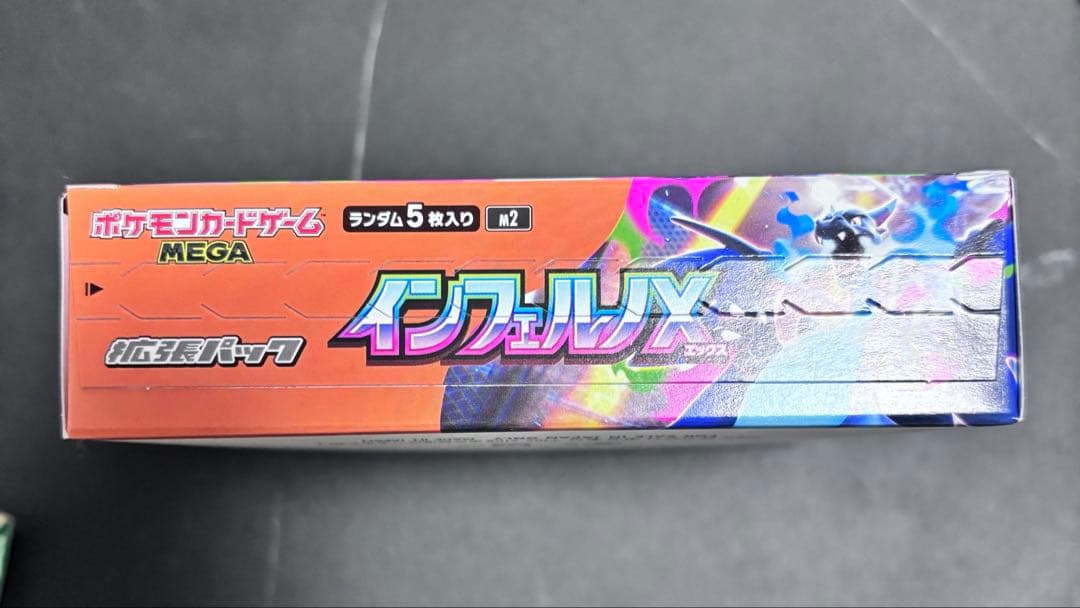 ポケモンカードゲーム
MEGA
ランダム5枚入り M2
インフェルノX
エックス
拡張パック